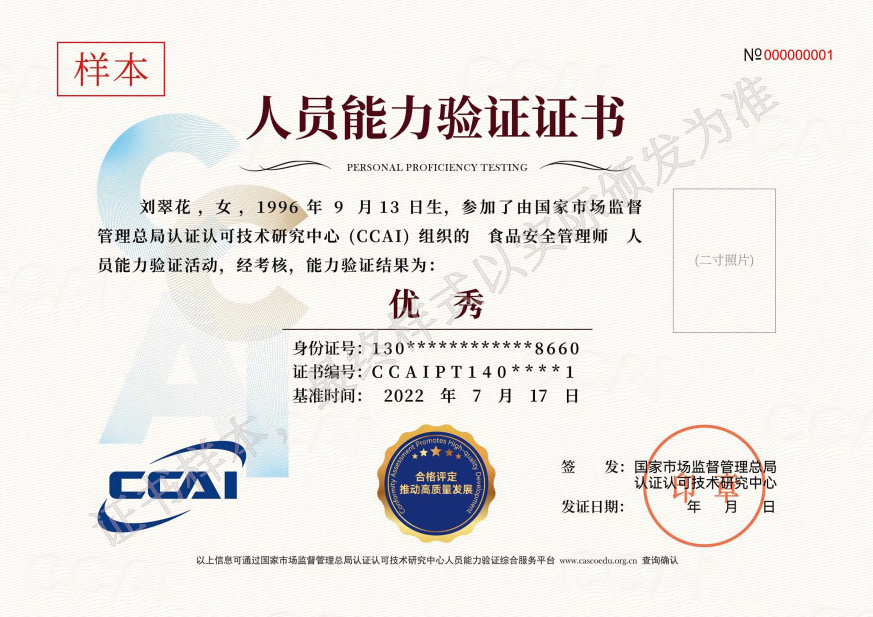 样本
№000000001
人员能力验证证书
PERSONAL PROFICIENCY TESTING
刘翠花，女，1996 年 9 月 13 日生，参加了由国家市场监督
管理总局认证认可技术研究中心 (CCAI) 组织的 食品安全管理师 人
员能力验证活动，经考核，能力验证结果为：
(二寸照片)
优 秀
身份证号：130************8660
证书编号：CCAIPT140****1
基准时间： 2022 年 7 月 17 日
CCAI
CCAI
Conformity Assessment Promotes High-quality Development
合格评定
推动高质量发展
签 发：国家市场监督管理总局
认证认可技术研究中心
印 章
发证日期： 年 月 日
以上信息可通过国家市场监督管理总局认证认可技术研究中心人员能力验证综合服务平台 www.cascoedu.org.cn 查询确认
证书样本，最终样式以实际颁发为准